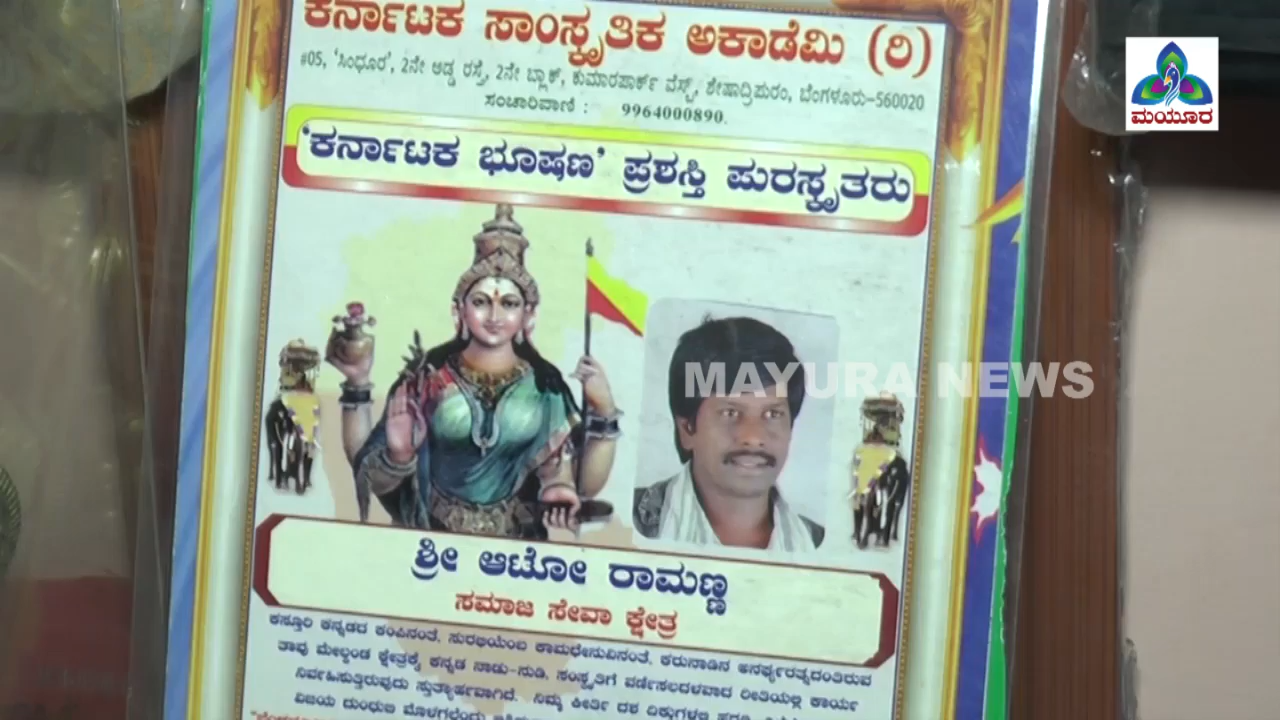 ಕರ್ನಾಟಕ ಸಾಂಸ್ಕೃತಿಕ ಅಕಾಡೆಮಿ (ರಿ)
#05, 'ಸಿಂಧೂರ', 2ನೇ ಅಡ್ಡ ರಸ್ತೆ, 2ನೇ ಬ್ಲಾಕ್, ಕುಮಾರಪಾರ್ಕ್ ವೆಸ್ಟ್, ಶೇಷಾದ್ರಿಪುರಂ, ಬೆಂಗಳೂರು-560020
ಸಂಚಾರಿವಾಣಿ : 9964000890.
'ಕರ್ನಾಟಕ ಭೂಷಣ' ಪ್ರಶಸ್ತಿ ಪುರಸ್ಕೃತರು
ಮಯೂರ
MAYURA NEWS
ಶ್ರೀ ಆಟೋ ರಾಮಣ್ಣ
ಸಮಾಜ ಸೇವಾ ಕ್ಷೇತ್ರ
ಕಸ್ತೂರಿ ಕನ್ನಡದ ಕಂಪಿನಂತೆ, ಸುರಭಿಯೆಂಬ ಕಾಮಧೇನುವಿನಂತೆ, ಕರುನಾಡಿನ ಅನರ್ಘ್ಯರತ್ನದಂತಿರುವ
ತಾವು ಮೇಲ್ಕಂಡ ಕ್ಷೇತ್ರಕ್ಕೆ ಕನ್ನಡ ನಾಡು-ನುಡಿ, ಸಂಸ್ಕೃತಿಗೆ ವರ್ಣಿಸಲದಳವಾದ ರೀತಿಯಲ್ಲಿ ಕಾರ್ಯ
ನಿರ್ವಹಿಸುತ್ತಿರುವುದು ಸ್ತುತ್ಯಾರ್ಹವಾಗಿದೆ. ನಿಮ್ಮ ಕೀರ್ತಿ ದಶ ದಿಕ್ಕುಗಳಲ್ಲಿ
ವಿಜಯ ದುಂಧುಬಿ ಮೊಳಗಲೆಂದು